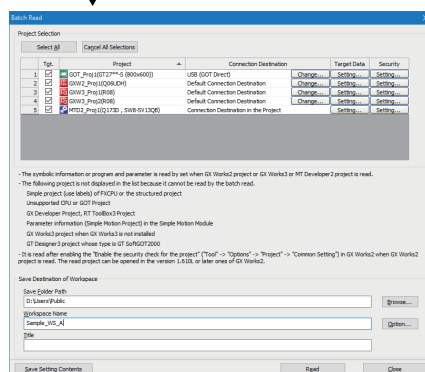 Batch Read
Project Selection
Select All Cancel All Selections
Tgt. Project Connection Destination Target Data Security
1 GOT_Proj1(GT27**-S (800x600)) USB (GOT Direct) Change... Setting... Setting...
2 GXW2_Proj1(Q06UDH) Default Connection Destination Change... Setting... Setting...
3 GXW3_Proj1(R08) Default Connection Destination Change... Setting... Setting...
4 GXW3_Proj2(R08) Default Connection Destination Change... Setting... Setting...
5 MTD2_Proj1(Q173D , SW8-SV13QB) Connection Destination in the Project Setting... Setting...
- The symbolic information or program and parameter is read by set when GX Works2 project or GX Works3 or MT Developer2 project is read.
- The following project is not displayed in the list because it cannot be read by the batch read.
Simple project (use labels) of FXCPU or the structured project
Unsupported CPU or GOT Project
GX Developer Project, RT ToolBox3 Project
Parameter information (Simple Motion Project) in the Simple Motion Module
GX Works3 project when GX Works3 is not installed
GT Designer3 project whose type is GT SoftGOT2000
- It is read after enabling the "Enable the security check for the project" ("Tool" -> "Options" -> "Project" -> "Common Setting") in GX Works2 when GX Works2
project is read. The read project can be opened in the version 1.610L or later ones of GX Works2.
Save Destination of Workspace
Save Folder Path
D:\Users\Public Browse...
Workspace Name
Sample_WS_A Option...
Title
Save Setting Contents Read Close